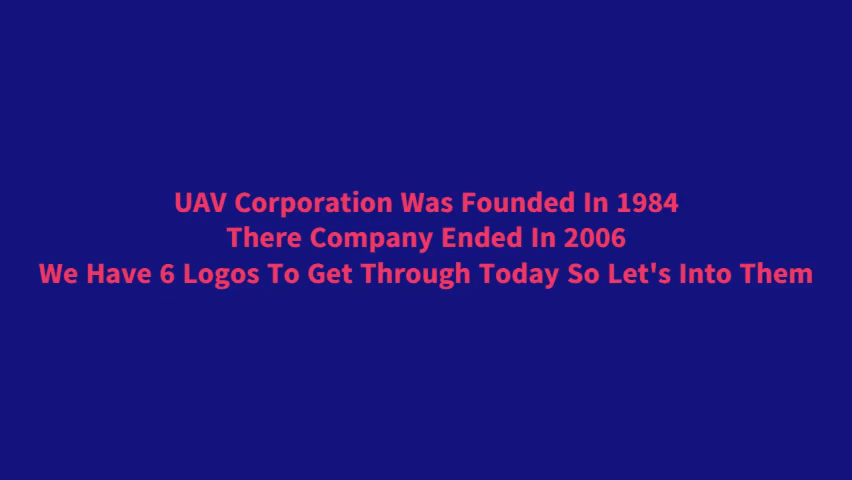 UAV Corporation Was Founded In 1984
There Company Ended In 2006
We Have 6 Logos To Get Through Today So Let's Into Them